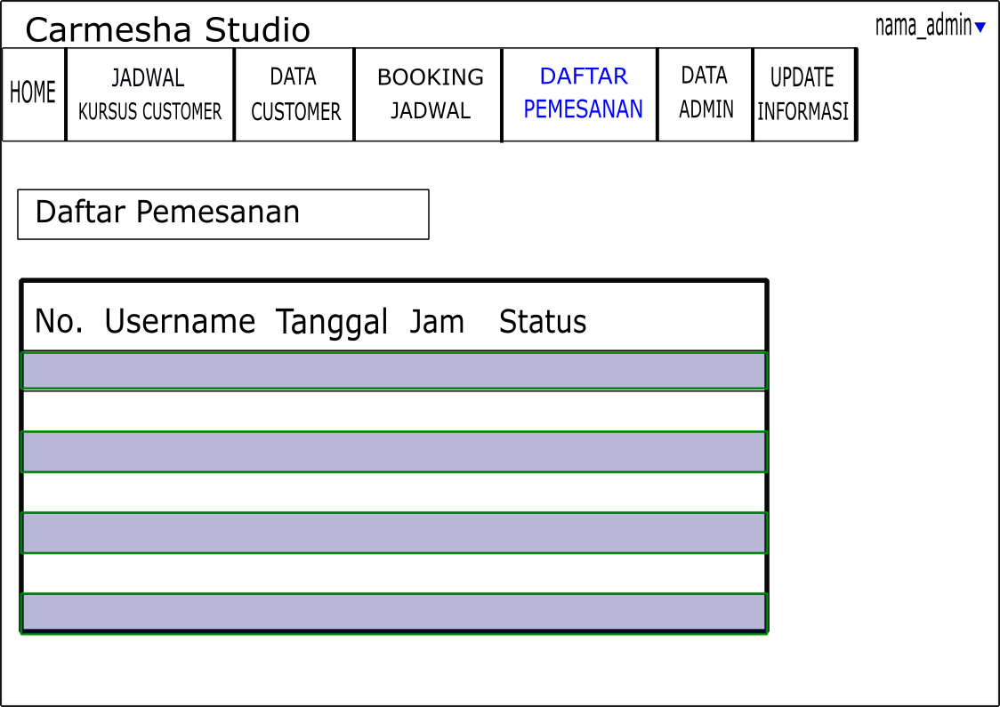 Carmesha Studio
nama_admin
HOME
JADWAL
KURSUS CUSTOMER
DATA
CUSTOMER
BOOKING
JADWAL
DAFTAR
PEMESANAN
DATA
ADMIN
UPDATE
INFORMASI
Daftar Pemesanan
No. Username Tanggal Jam Status